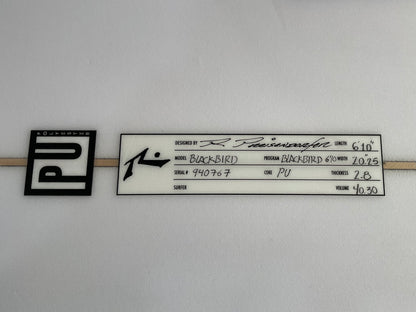 PU
POLYESTER
DESIGNED BY LENGTH 6'10"
MODEL BLACKBIRD PROGRAM BLACKBIRD 6'10 WIDTH 20.25"
SERIAL # 940767 CORE PU THICKNESS 2.8
SURFER VOLUME 40.30